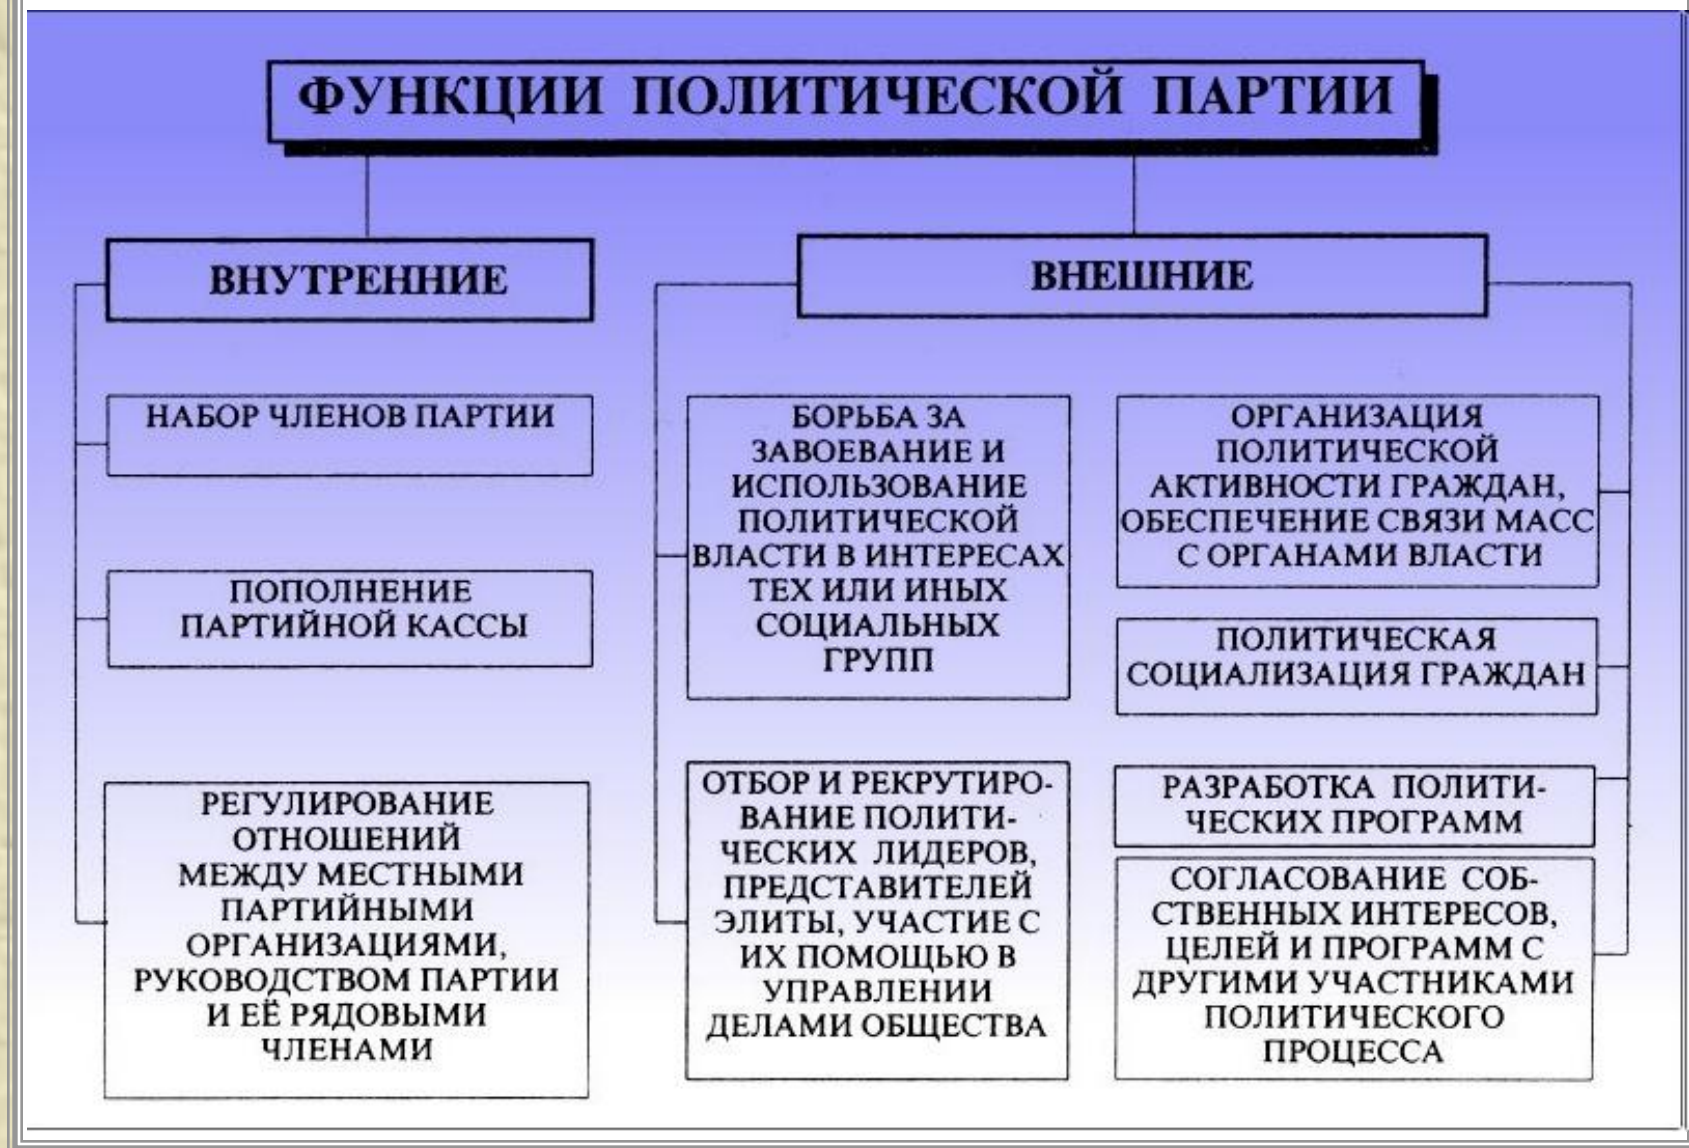 ФУНКЦИИ ПОЛИТИЧЕСКОЙ ПАРТИИ
ВНУТРЕННИЕ
НАБОР ЧЛЕНОВ ПАРТИИ
ПОПОЛНЕНИЕ
ПАРТИЙНОЙ КАССЫ
РЕГУЛИРОВАНИЕ
ОТНОШЕНИЙ
МЕЖДУ МЕСТНЫМИ
ПАРТИЙНЫМИ
ОРГАНИЗАЦИЯМИ,
РУКОВОДСТВОМ ПАРТИИ
И ЕЁ РЯДОВЫМИ
ЧЛЕНАМИ
ВНЕШНИЕ
БОРЬБА ЗА
ЗАВОЕВАНИЕ И
ИСПОЛЬЗОВАНИЕ
ПОЛИТИЧЕСКОЙ
ВЛАСТИ В ИНТЕРЕСАХ
ТЕХ ИЛИ ИНЫХ
СОЦИАЛЬНЫХ
ГРУПП
ОТБОР И РЕКРУТИРО-
ВАНИЕ ПОЛИТИ-
ЧЕСКИХ ЛИДЕРОВ,
ПРЕДСТАВИТЕЛЕЙ
ЭЛИТЫ, УЧАСТИЕ С
ИХ ПОМОЩЬЮ В
УПРАВЛЕНИИ
ДЕЛАМИ ОБЩЕСТВА
ОРГАНИЗАЦИЯ
ПОЛИТИЧЕСКОЙ
АКТИВНОСТИ ГРАЖДАН,
ОБЕСПЕЧЕНИЕ СВЯЗИ МАСС
С ОРГАНАМИ ВЛАСТИ
ПОЛИТИЧЕСКАЯ
СОЦИАЛИЗАЦИЯ ГРАЖДАН
РАЗРАБОТКА ПОЛИТИ-
ЧЕСКИХ ПРОГРАММ
СОГЛАСОВАНИЕ СОБ-
СТВЕННЫХ ИНТЕРЕСОВ,
ЦЕЛЕЙ И ПРОГРАММ С
ДРУГИМИ УЧАСТНИКАМИ
ПОЛИТИЧЕСКОГО
ПРОЦЕССА